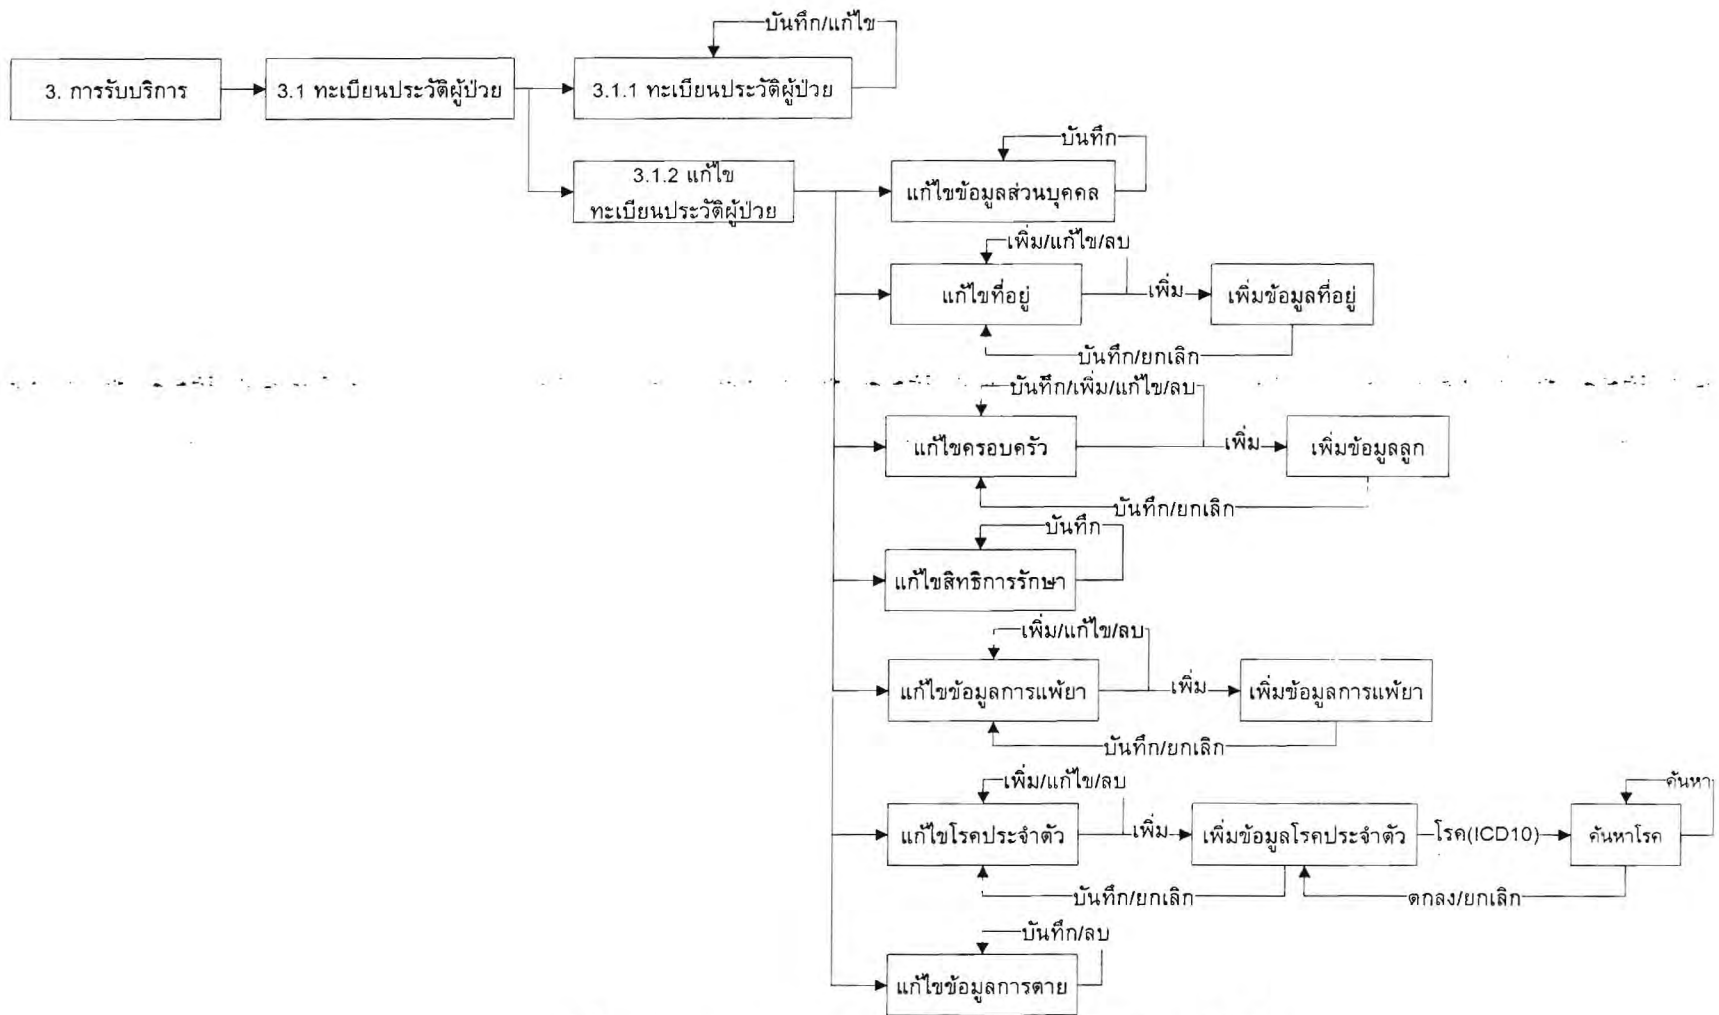 บันทึก/แก้ไข
3. การรับบริการ
3.1 ทะเบียนประวัติผู้ป่วย
3.1.1 ทะเบียนประวัติผู้ป่วย
บันทึก
3.1.2 แก้ไข
ทะเบียนประวัติผู้ป่วย
แก้ไขข้อมูลส่วนบุคคล
เพิ่ม/แก้ไข/ลบ
แก้ไขที่อยู่
เพิ่ม
เพิ่มข้อมูลที่อยู่
บันทึก/ยกเลิก
บันทึก/เพิ่ม/แก้ไข/ลบ
แก้ไขครอบครัว
เพิ่ม
เพิ่มข้อมูลลูก
บันทึก/ยกเลิก
บันทึก
แก้ไขสิทธิการรักษา
เพิ่ม/แก้ไข/ลบ
แก้ไขข้อมูลการแพ้ยา
เพิ่ม
เพิ่มข้อมูลการแพ้ยา
บันทึก/ยกเลิก
เพิ่ม/แก้ไข/ลบ
ค้นหา
แก้ไขโรคประจำตัว
เพิ่ม
เพิ่มข้อมูลโรคประจำตัว
โรค(ICD10)
ค้นหาโรค
บันทึก/ยกเลิก
ตกลง/ยกเลิก
บันทึก/ลบ
แก้ไขข้อมูลการตาย